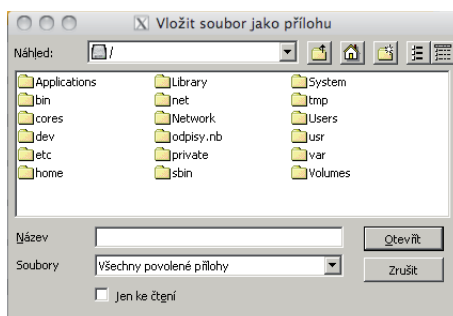 Vložit soubor jako přílohu
Náhled: /
Applications Library System
bin net tmp
cores Network Users
dev odpisy.nb usr
etc private var
home sbin Volumes
Název Otevřít
Soubory Všechny povolené přílohy Zrušit
Jen ke čtení